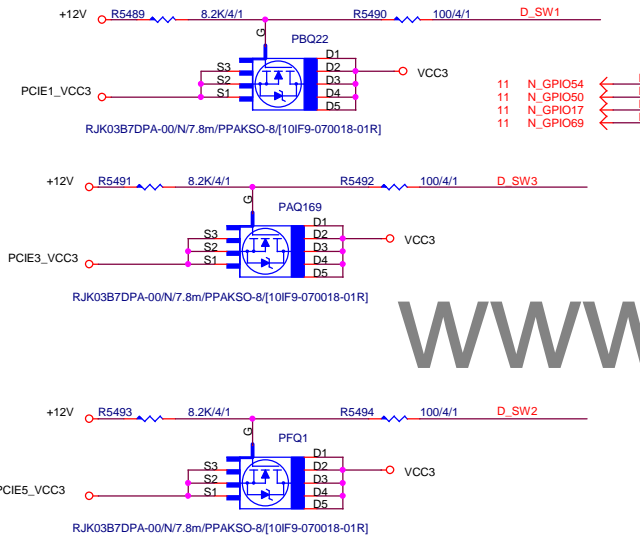 +12V R5489 8.2K/4/1 R5490 100/4/1 D_SW1
G PBQ22
D1
S3 D2
S2 D3
S1 D4
D5
VCC3
PCIE1_VCC3
RJK03B7DPA-00/N/7.8m/PPAKSO-8/[10IF9-070018-01R]
11 N_GPIO54
11 N_GPIO50
11 N_GPIO17
11 N_GPIO69
+12V R5491 8.2K/4/1 R5492 100/4/1 D_SW3
G PAQ169
D1
S3 D2
S2 D3
S1 D4
D5
VCC3
PCIE3_VCC3
RJK03B7DPA-00/N/7.8m/PPAKSO-8/[10IF9-070018-01R]
www
+12V R5493 8.2K/4/1 R5494 100/4/1 D_SW2
G PFQ1
D1
S3 D2
S2 D3
S1 D4
D5
VCC3
PCIE5_VCC3
RJK03B7DPA-00/N/7.8m/PPAKSO-8/[10IF9-070018-01R]